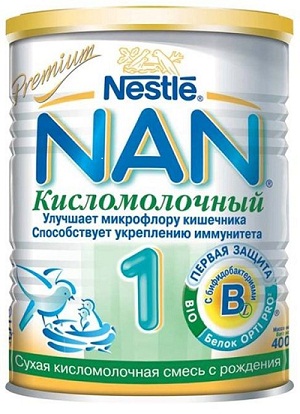 Premium
Nestlé
NAN
Кисломолочный
Улучшает микрофлору кишечника
Способствует укреплению иммунитета
1
ПЕРВАЯ ЗАЩИТА
с бифидобактериями
BL
BIO
Белок OPTI PRO
400
Сухая кисломолочная смесь с рождения